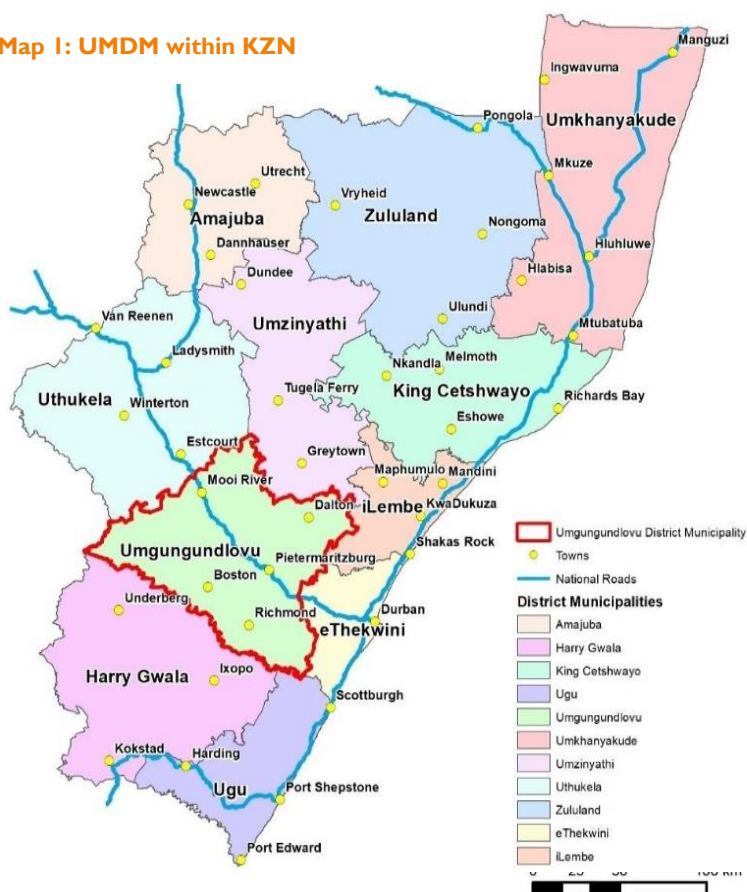 Map 1: UMDM within KZN
Manguzi
Ingwavuma
Pongola
Umkhanyakude
Utrecht
Mkuze
Newcastle
Vryheid
Amajuba
Zululand
Nongoma
Dannhauser
Hluhluwe
Dundee
Hlabisa
Van Reenen
Ulundi
Umzinyathi
Mtubatuba
Ladysmith
Nkandla
Melmoth
Tugela Ferry
King Cetshwayo
Richards Bay
Uthukela
Winterton
Eshowe
Estcourt
Greytown
Mooi River
Maphumulo
Mandini
Dalton
iLembe
KwaDukuza
Umgungundlovu
Shakas Rock
Pietermaritzburg
Boston
Underberg
Durban
Richmond
eThekwini
Harry Gwala
Ixopo
Scottburgh
Kokstad
Harding
Ugu
Port Shepstone
Port Edward
Umgungundlovu District Municipality
Towns
National Roads
District Municipalities
Amajuba
Harry Gwala
King Cetshwayo
Ugu
Umgungundlovu
Umkhanyakude
Umzinyathi
Uthukela
Zululand
eThekwini
iLembe